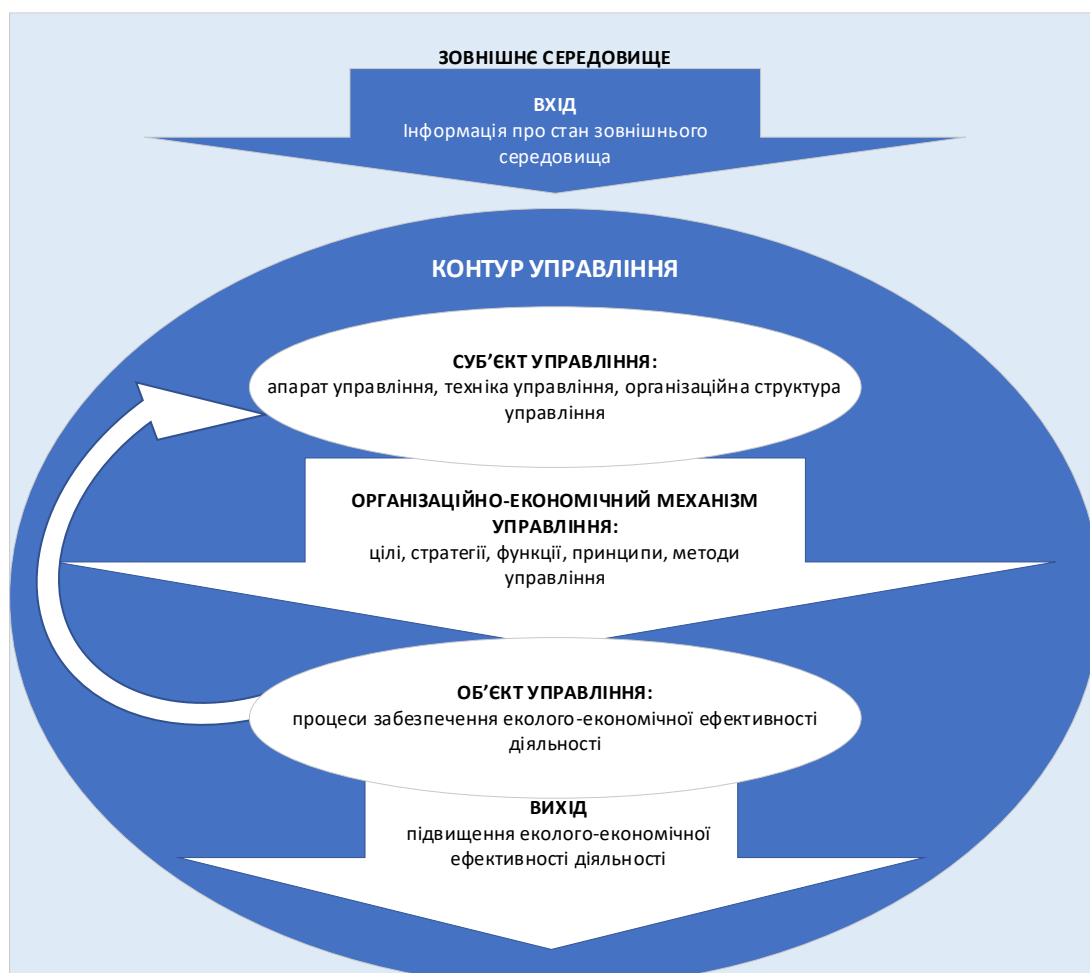 ЗОВНІШНЄ СЕРЕДОВИЩЕ
ВХІД
Інформація про стан зовнішнього
середовища
КОНТУР УПРАВЛІННЯ
СУБ’ЄКТ УПРАВЛІННЯ:
апарат управління, техніка управління, організаційна структура
управління
ОРГАНІЗАЦІЙНО-ЕКОНОМІЧНИЙ МЕХАНІЗМ
УПРАВЛІННЯ:
цілі, стратегії, функції, принципи, методи
управління
ОБ’ЄКТ УПРАВЛІННЯ:
процеси забезпечення еколого-економічної ефективності
діяльності
ВИХІД
підвищення еколого-економічної
ефективності діяльності